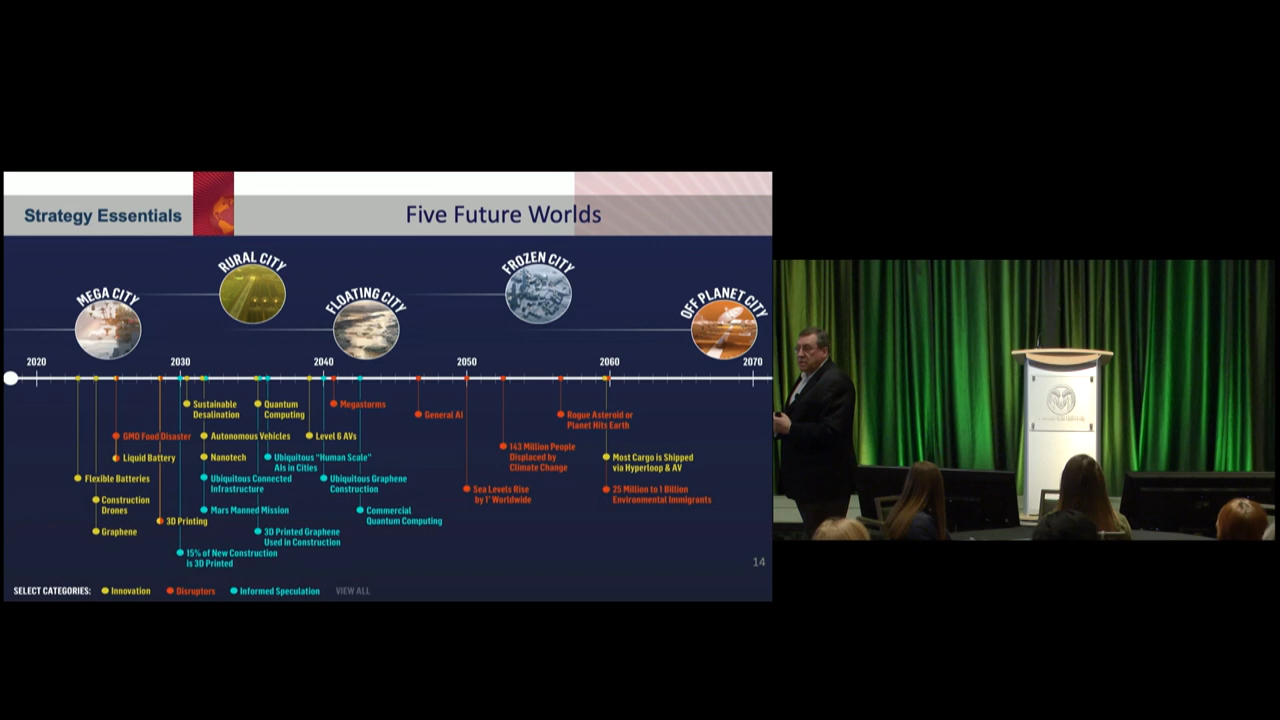 Strategy Essentials
Five Future Worlds
MEGA CITY
RURAL CITY
FLOATING CITY
FROZEN CITY
OFF PLANET CITY
2020
2030
2040
2050
2060
2070
Sustainable
Desalination
Quantum
Computing
Megastorms
General AI
Rogue Asteroid or
Planet Hits Earth
GMO Food Disaster
Autonomous Vehicles
Level 6 AVs
143 Million People
Displaced by
Climate Change
Liquid Battery
Nanotech
Ubiquitous "Human Scale"
AIs in Cities
Most Cargo is Shipped
via Hyperloop & AV
Flexible Batteries
Ubiquitous Connected
Infrastructure
Ubiquitous Graphene
Construction
Sea Levels Rise
by 1' Worldwide
25 Million to 1 Billion
Environmental Immigrants
Construction
Drones
Mars Manned Mission
Commercial
Quantum Computing
3D Printing
Graphene
3D Printed Graphene
Used in Construction
15% of New Construction
Is 3D Printed
14
SELECT CATEGORIES:
Innovation
Disruptors
Informed Speculation
VIEW ALL